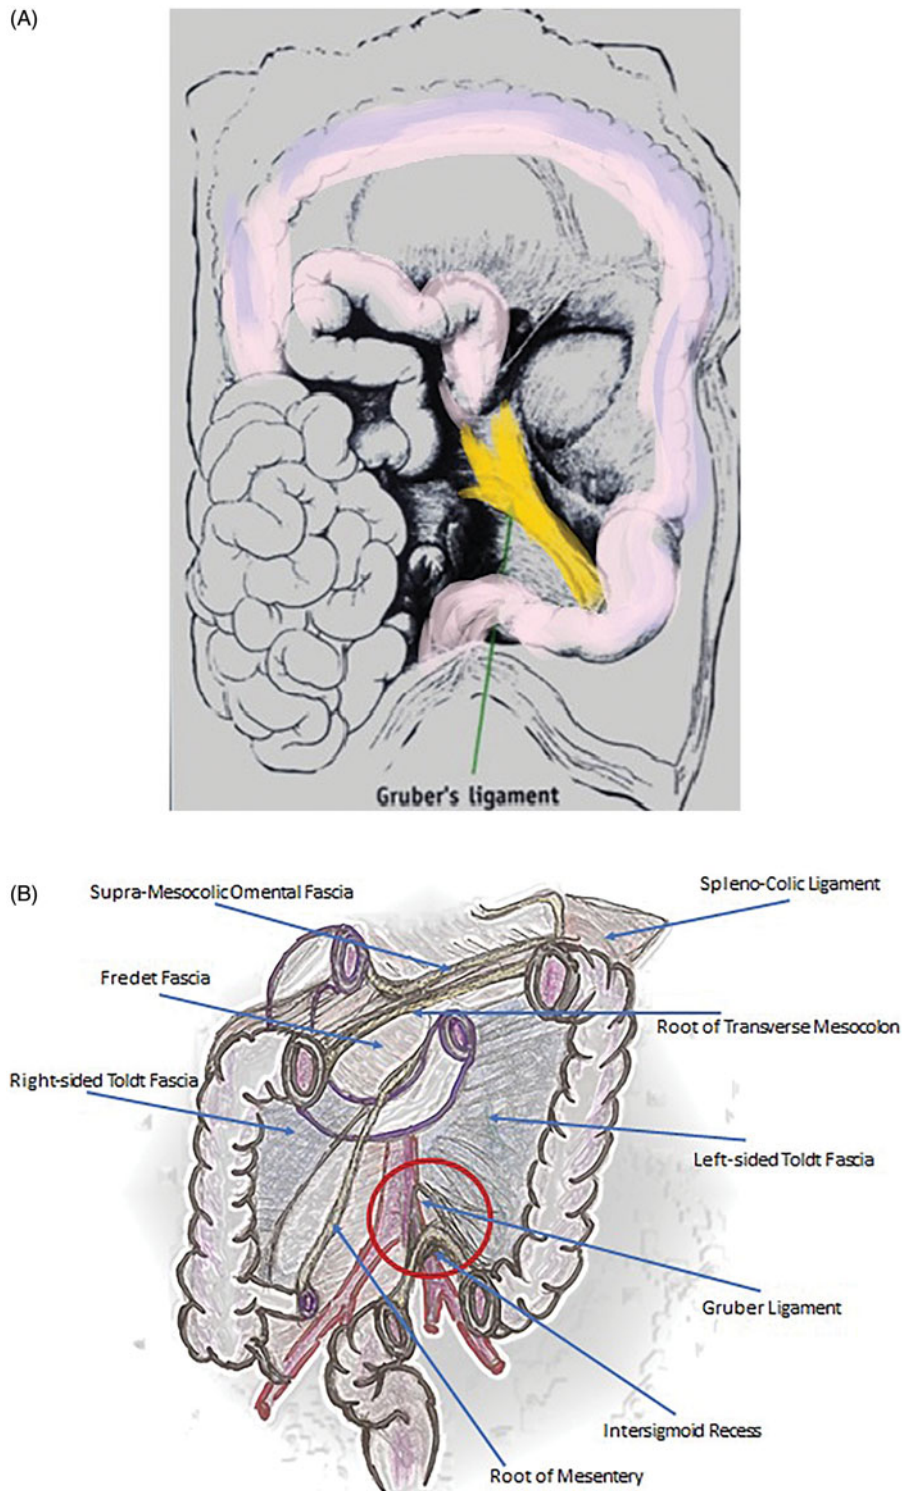 (A)
Gruber's ligament
(B)
Supra-Mesocolic Omental Fascia
Spleno-Colic Ligament
Fredet Fascia
Root of Transverse Mesocolon
Right-sided Toldt Fascia
Left-sided Toldt Fascia
Gruber Ligament
Intersigmoid Recess
Root of Mesentery